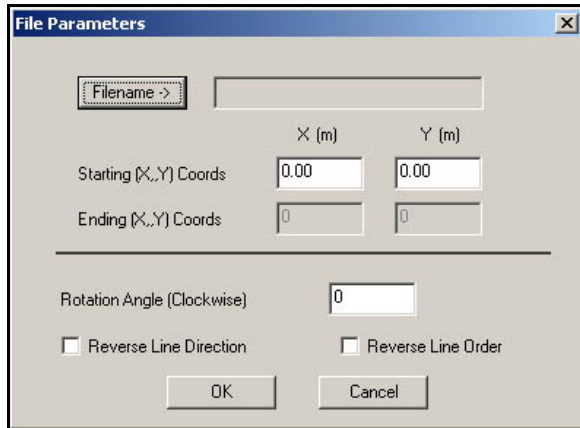 File Parameters
Filename ->
X (m) Y (m)
Starting (X,,Y) Coords 0.00 0.00
Ending (X,,Y) Coords 0 0
Rotation Angle (Clockwise) 0
Reverse Line Direction Reverse Line Order
OK Cancel